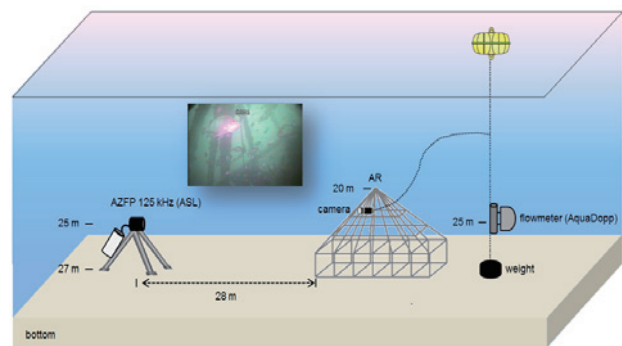 AR
20 m
camera
AZFP 125 kHz (ASL)
25 m
25 m
flowmeter (AquaDopp)
27 m
weight
28 m
bottom